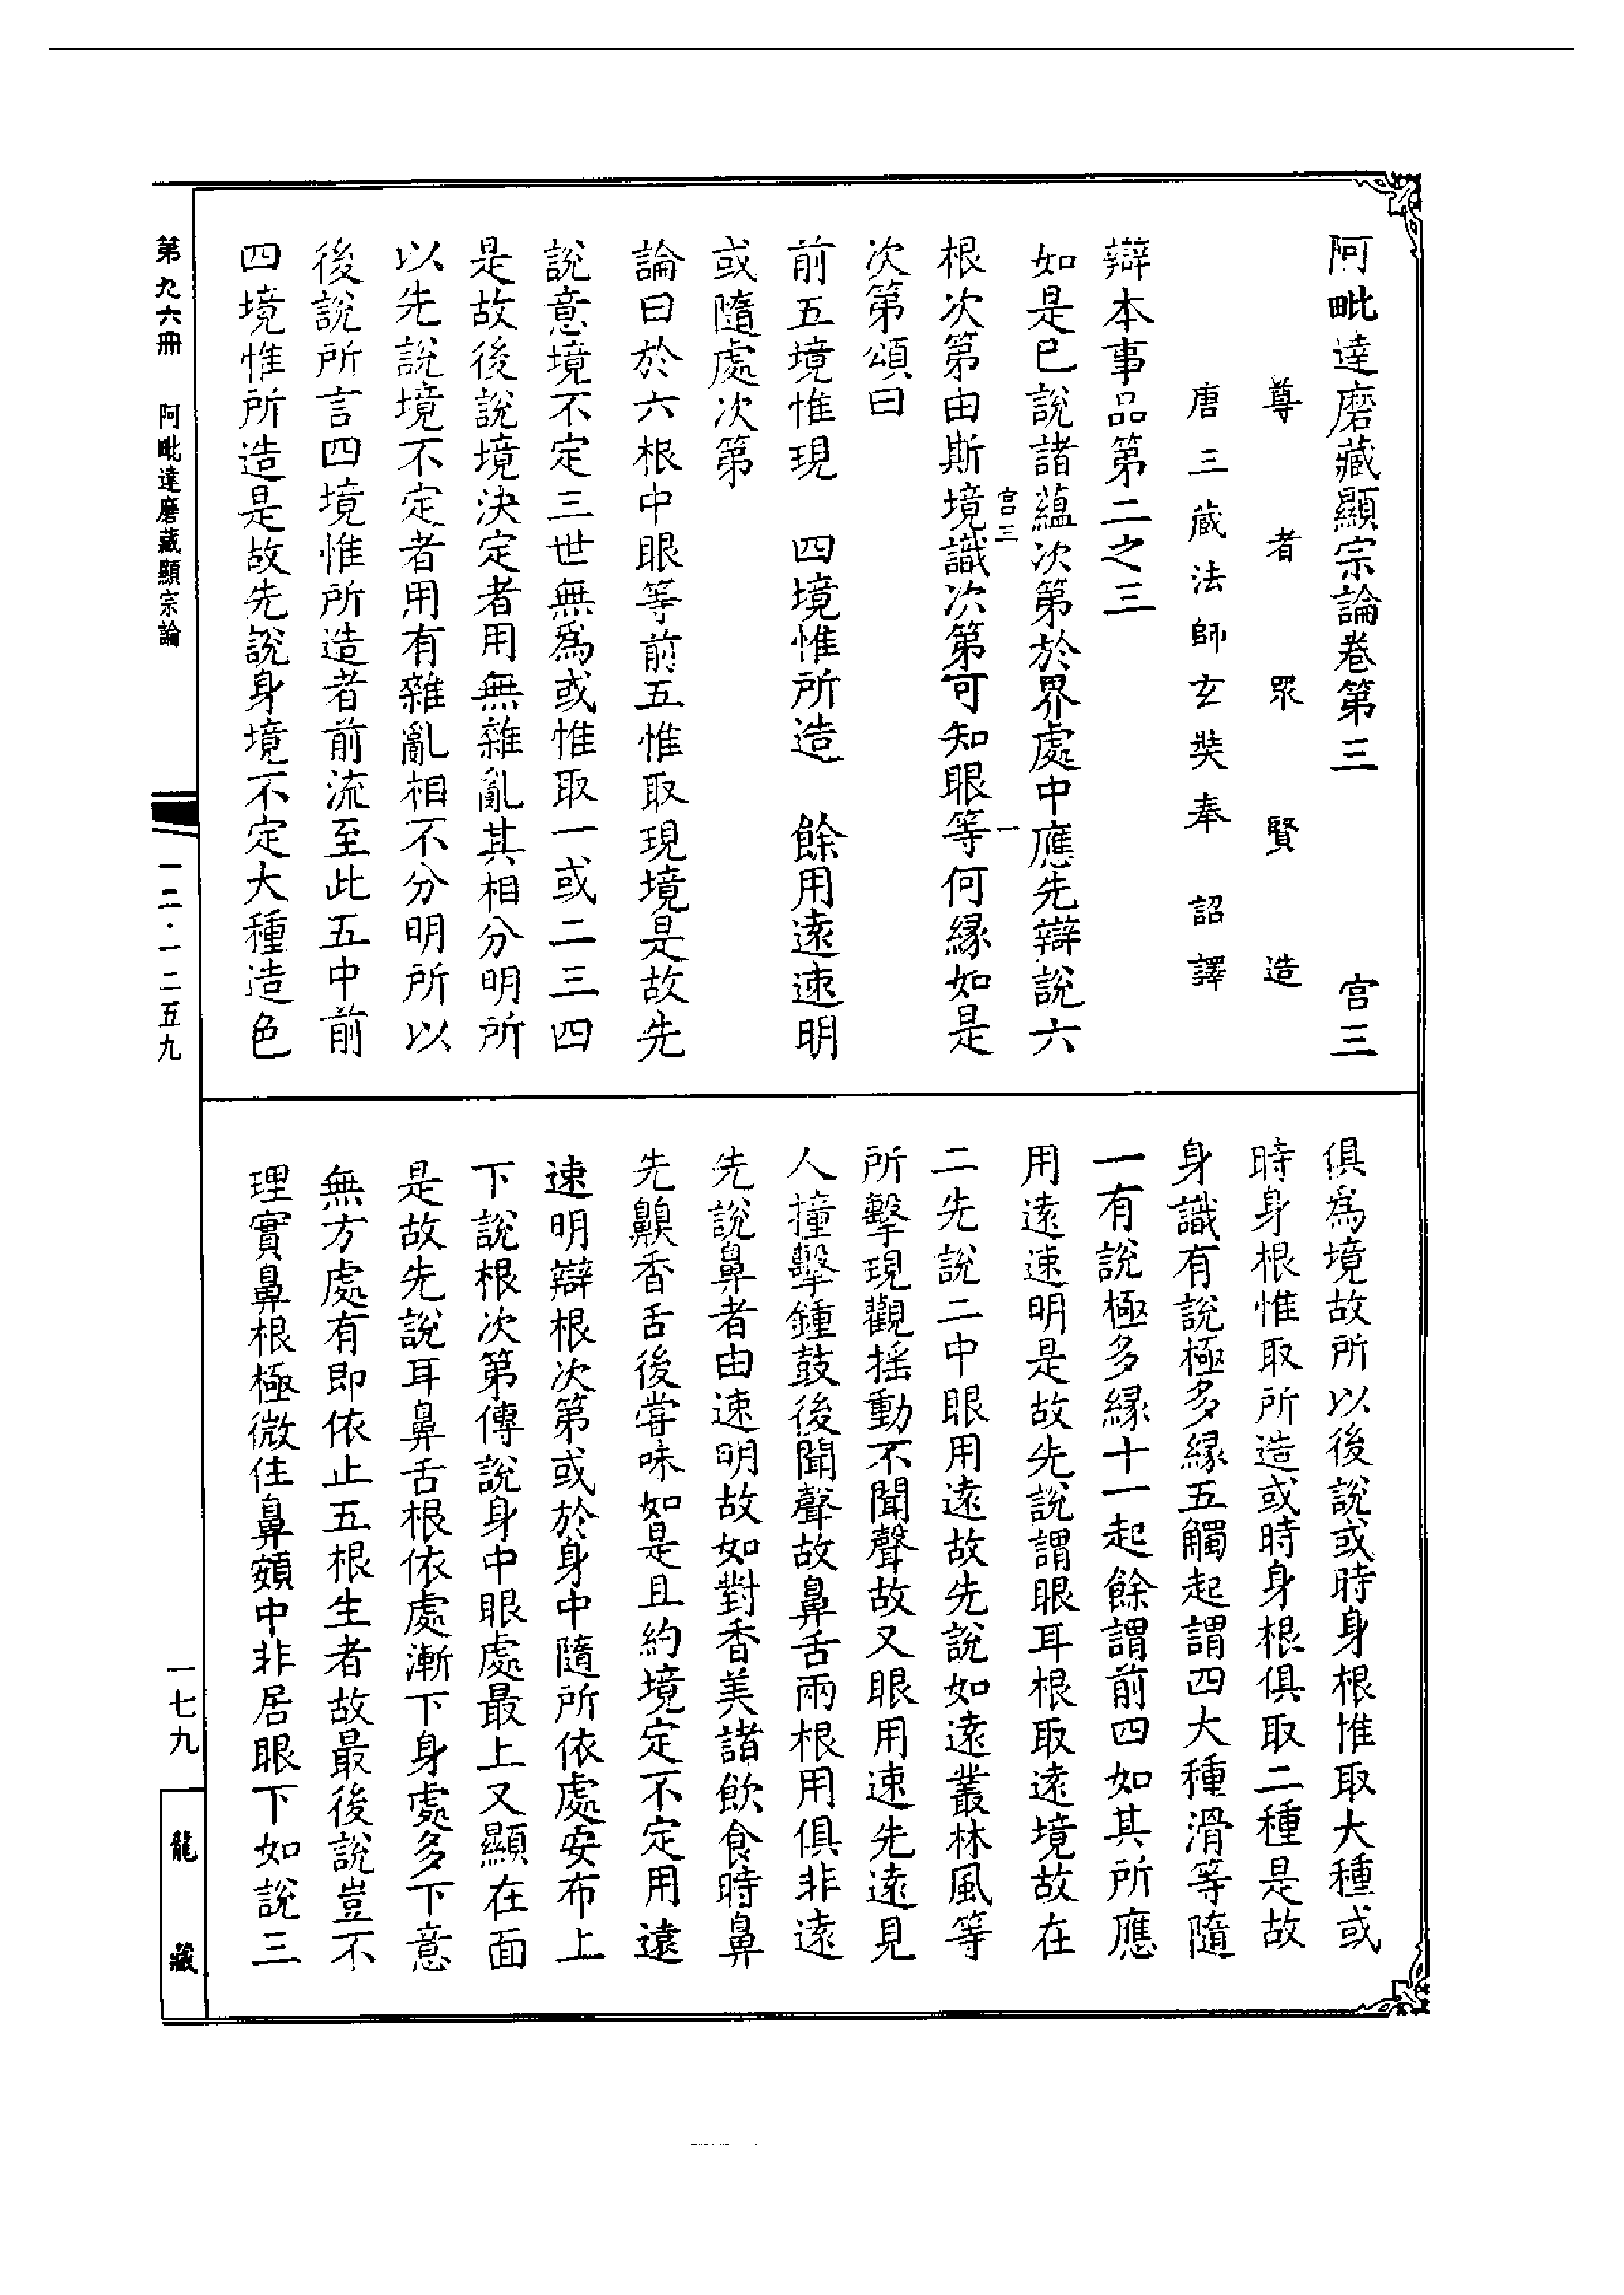 阿毗達磨藏顯宗論卷第三　宮三
尊者眾賢造
唐三藏法師玄奘奉詔譯
辯本事品第二之三
如是已說諸蘊次第於界處中應先辯說六
宮三　一
根次第由斯境識次第可知眼等何緣如是
次第頌曰
前五境惟現　四境惟所造　餘用遠速明
或隨處次第
論曰於六根中眼等前五惟取現境是故先
說意境不定三世無為或惟取一或二三四
是故後說境決定者用無雜亂其相分明所
以先說境不定者用有雜亂相不分明所以
後說所言四境惟所造者前流至此五中前
四境惟所造是故先說身境不定大種造色
俱為境故所以後說或時身根惟取大種或
時身根惟取所造或時身根俱取二種是故
身識有說極多緣五觸起謂四大種滑等隨
一有說極多緣十一起餘謂前四如其所應
用遠速明是故先說謂眼耳根取遠境故在
二先說二中眼用遠故先說如遠叢林風等
所擊現觀搖動不聞聲故又眼用速先遠見
人撞擊鐘鼓後聞聲故鼻舌兩根用俱非遠
先說鼻者由速明故如對香美諸飲食時鼻
先齅香舌後甞味如是且約境定不定用遠
速明辯根次第或於身中隨所依處安布上
下說根次第傳說身中眼處最上又顯在面
是故先說耳鼻舌根依處漸下身處多下意
無方處有即依止五根生者故最後說豈不
理實鼻根極微住鼻頞中非居眼下如說三
第九六冊　阿毗達磨藏顯宗論　一二·一二五九
一七九
龍藏